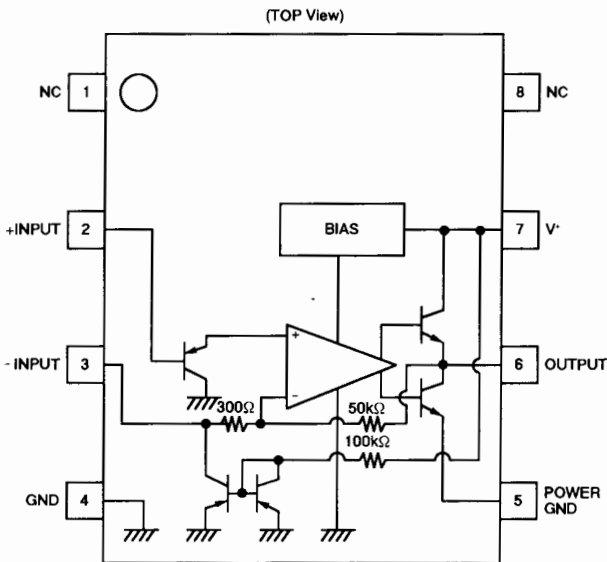 (TOP View)
NC 1
8 NC
+INPUT 2
BIAS
7 V+
+
- INPUT 3
6 OUTPUT
−
300Ω
50kΩ
100kΩ
GND 4
5 POWER
GND